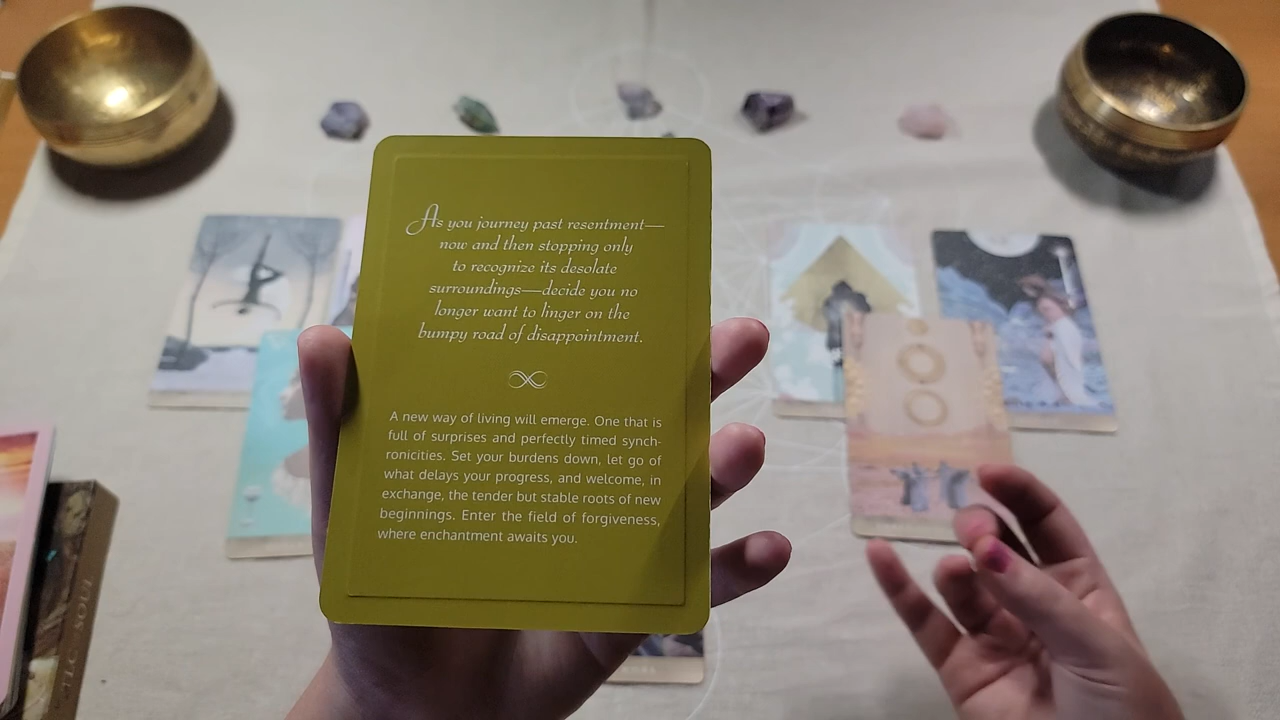 As you journey past resentment—
now and then stopping only
to recognize its desolate
surroundings—decide you no
longer want to linger on the
bumpy road of disappointment.
A new way of living will emerge. One that is
full of surprises and perfectly timed synch-
ronicities. Set your burdens down, let go of
what delays your progress, and welcome, in
exchange, the tender but stable roots of new
beginnings. Enter the field of forgiveness,
where enchantment awaits you.
SOUL